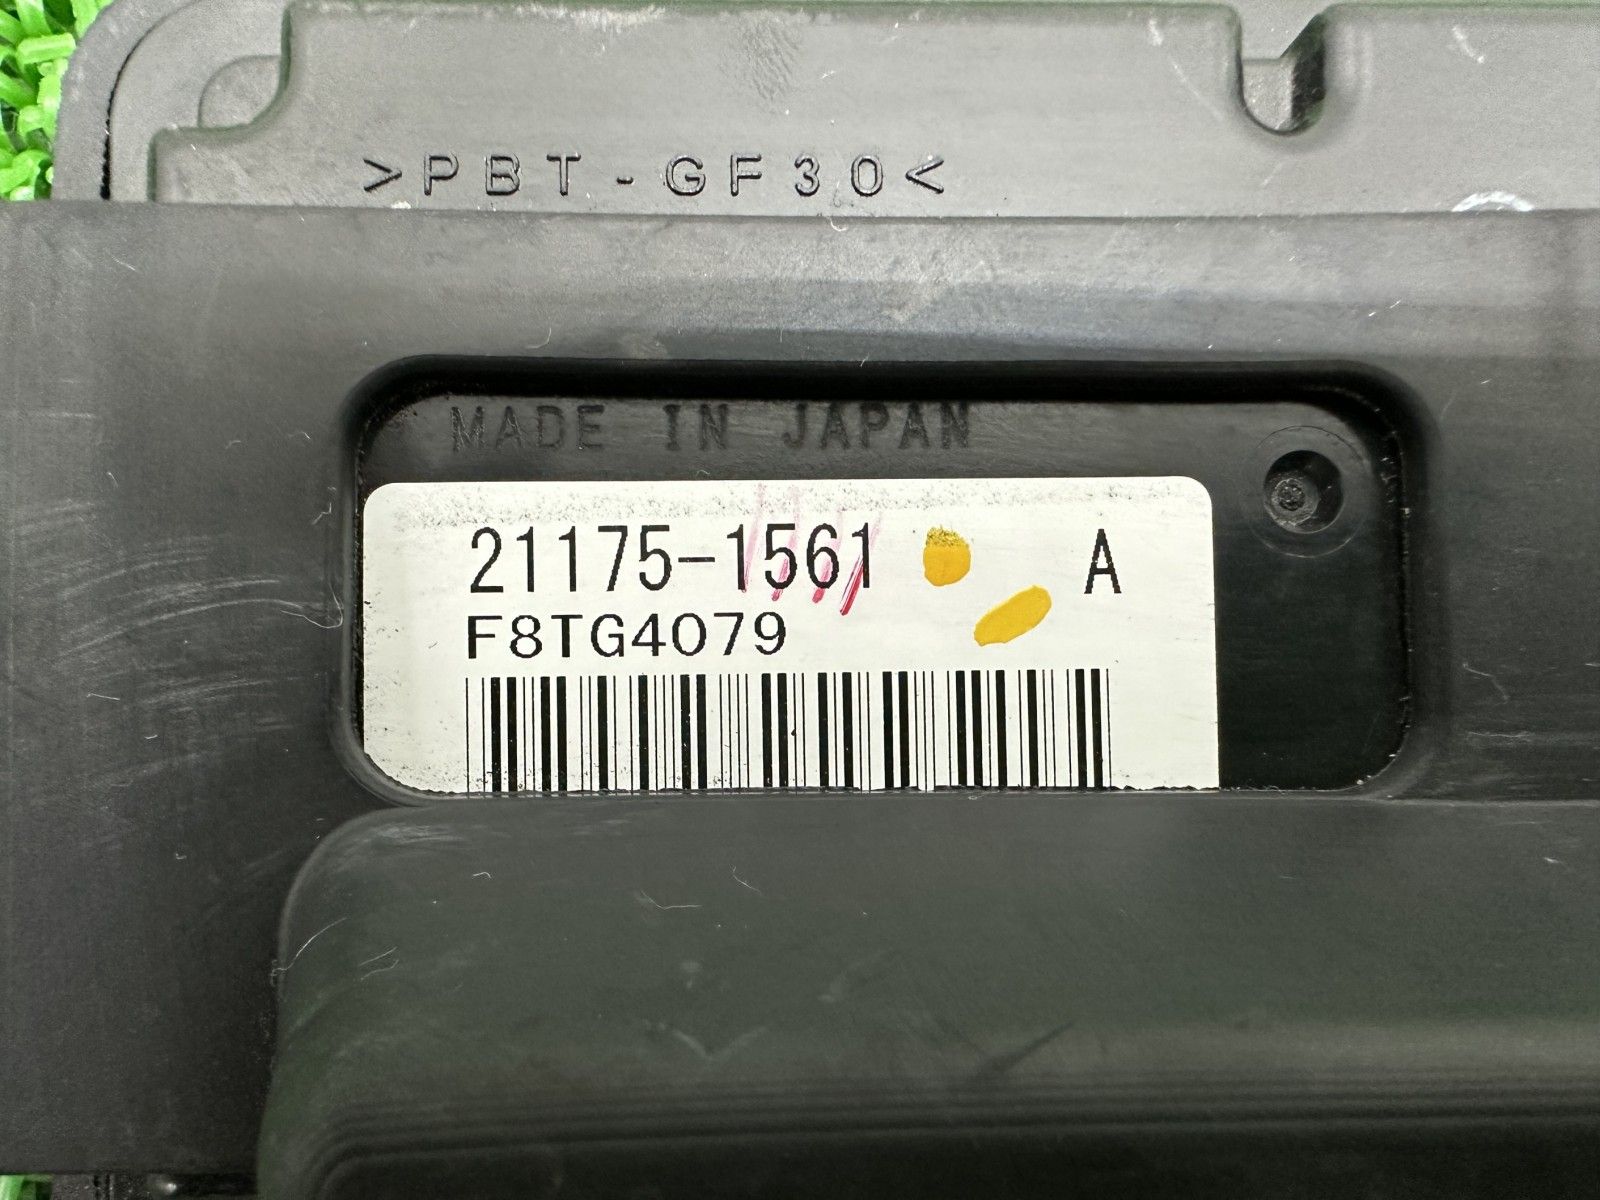 >PBT-GF30<
MADE IN JAPAN
21175-1561 A
F8TG4079